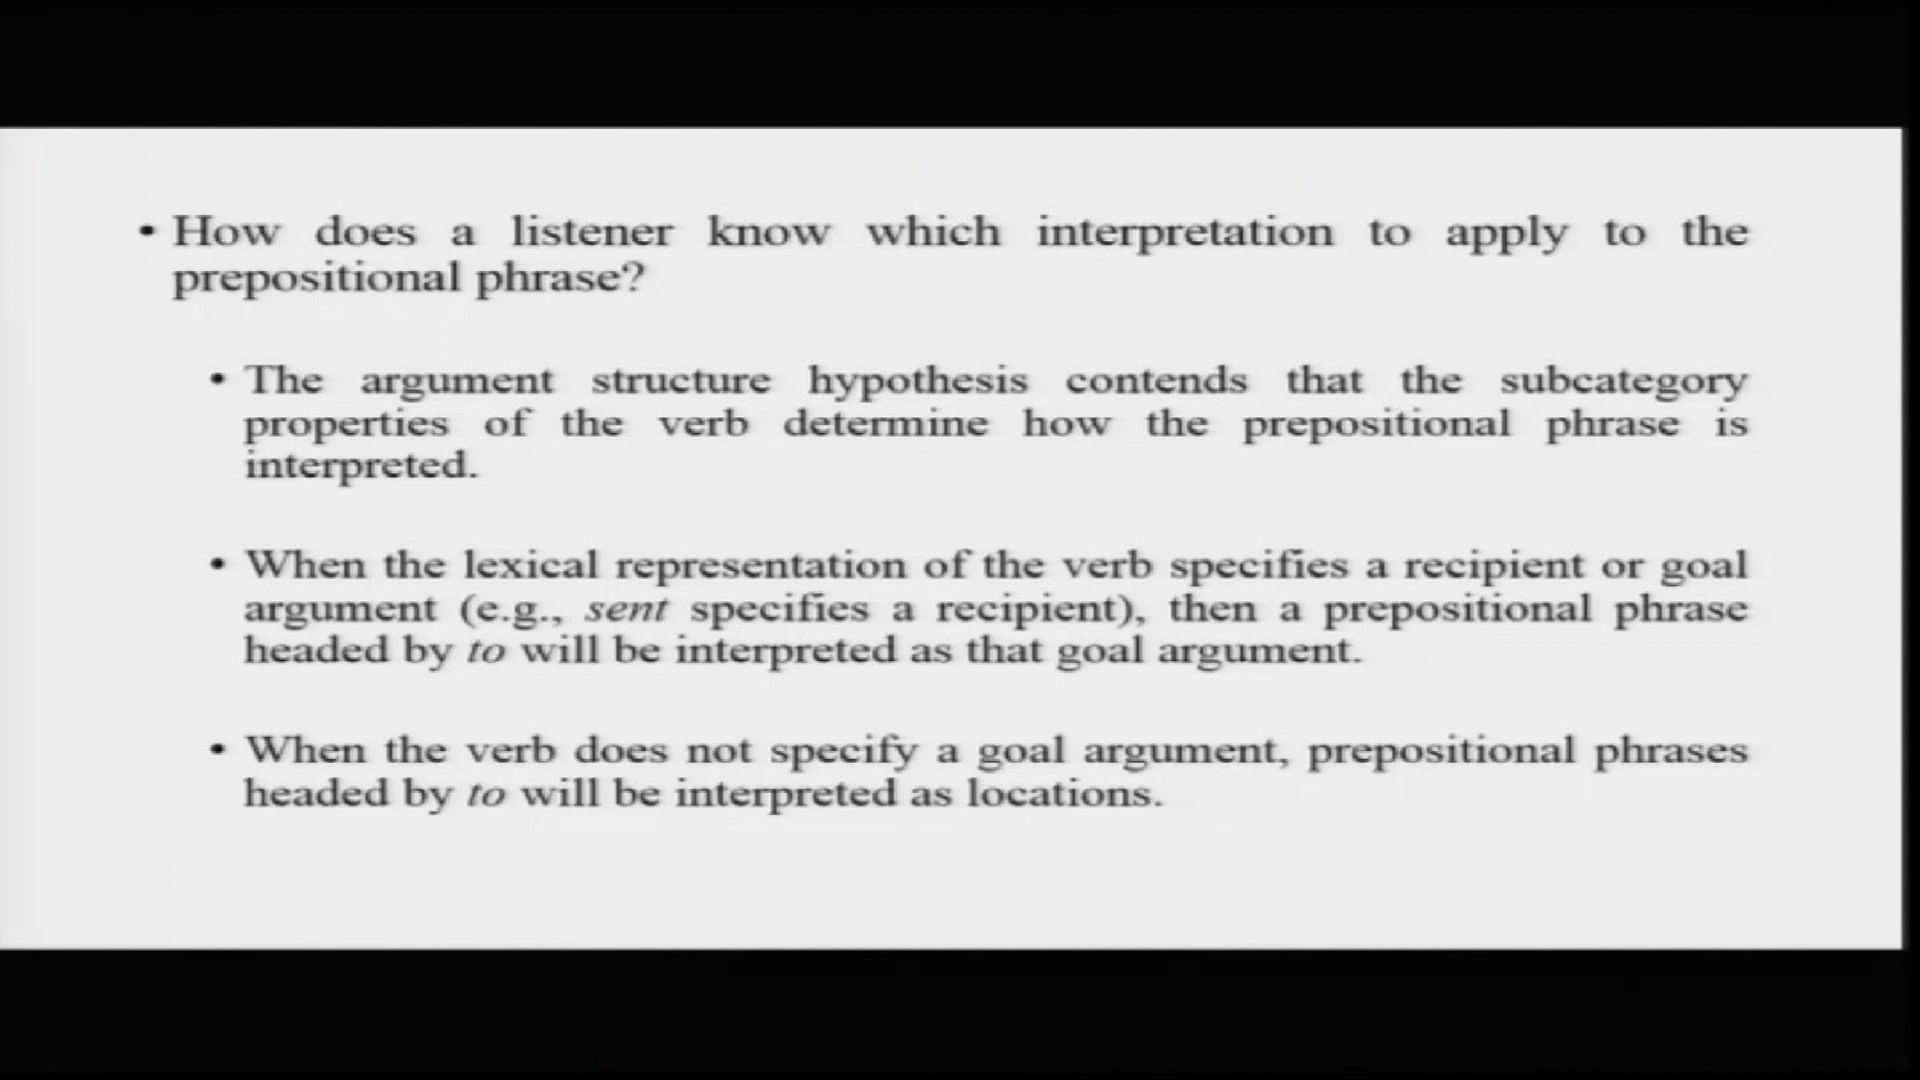 • How does a listener know which interpretation to apply to the
prepositional phrase?
• The argument structure hypothesis contends that the subcategory
properties of the verb determine how the prepositional phrase is
interpreted.
• When the lexical representation of the verb specifies a recipient or goal
argument (e.g., sent specifies a recipient), then a prepositional phrase
headed by to will be interpreted as that goal argument.
• When the verb does not specify a goal argument, prepositional phrases
headed by to will be interpreted as locations.